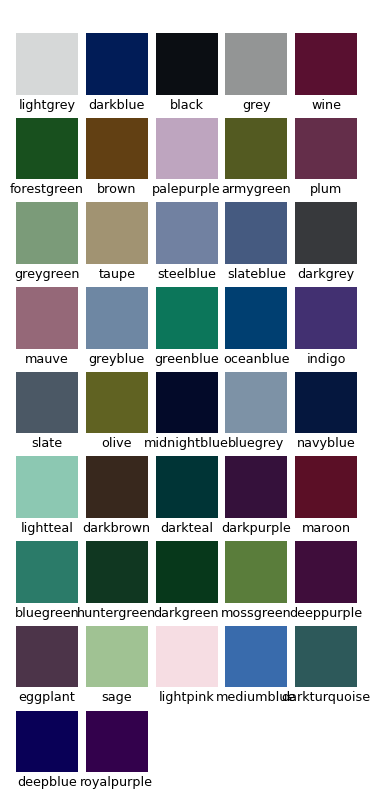 lightgrey darkblue black grey wine
forestgreen brown palepurple armygreen plum
greygreen taupe steelblue slateblue darkgrey
mauve greyblue greenblue oceanblue indigo
slate olive midnightblue bluegrey navyblue
lightteal darkbrown darkteal darkpurple maroon
bluegreen huntergreen darkgreen mossgreen deeppurple
eggplant sage lightpink mediumblue darkturquoise
deepblue royalpurple